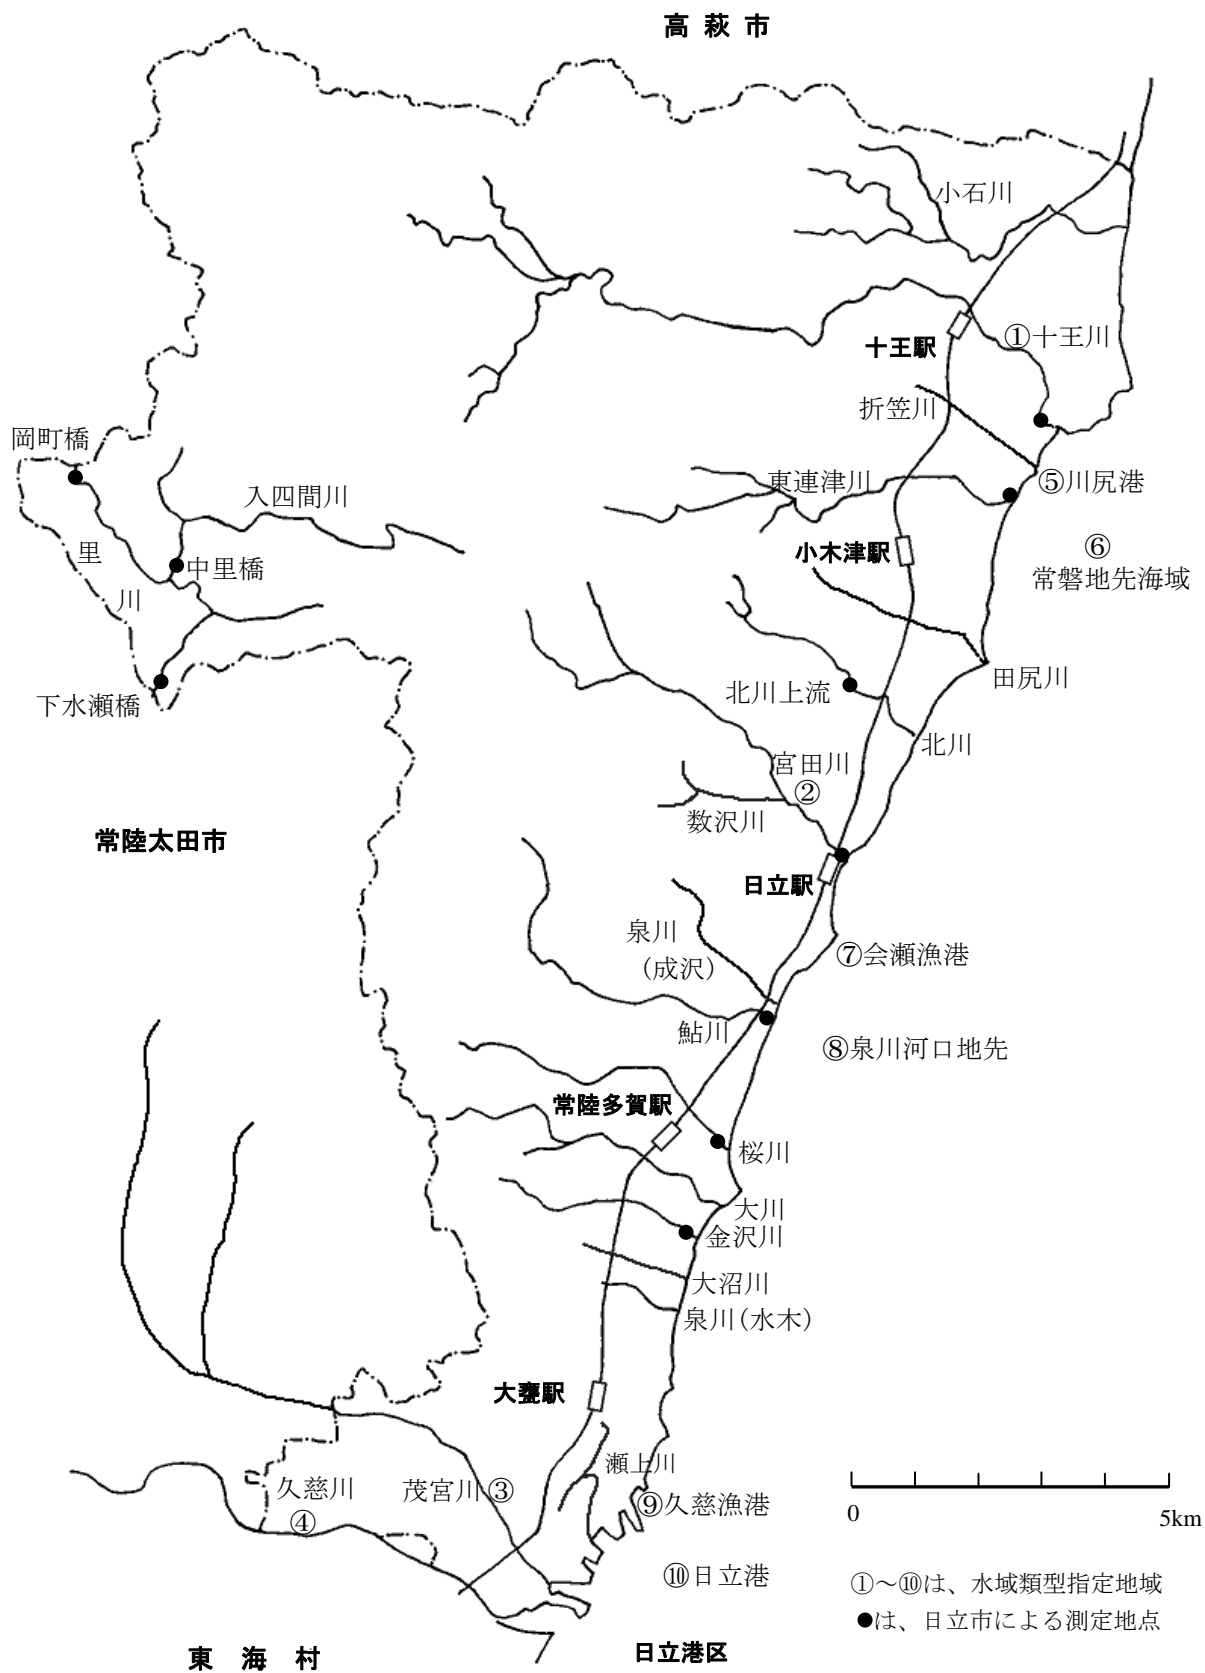 高萩市
小石川
①十王川
十王駅
折笠川
岡町橋
東連津川
⑤川尻港
入四間川
里
川
中里橋
小木津駅
⑥
常磐地先海域
田尻川
下水瀬橋
北川上流
北川
宮田川
②
数沢川
常陸太田市
日立駅
泉川
(成沢)
⑦会瀬漁港
鮎川
⑧泉川河口地先
常陸多賀駅
桜川
大川
金沢川
大沼川
泉川(水木)
大甕駅
瀬上川
久慈川
④
茂宮川③
⑨久慈漁港
0
5km
⑩日立港
①~⑩は、水域類型指定地域
●は、日立市による測定地点
東海村
日立港区